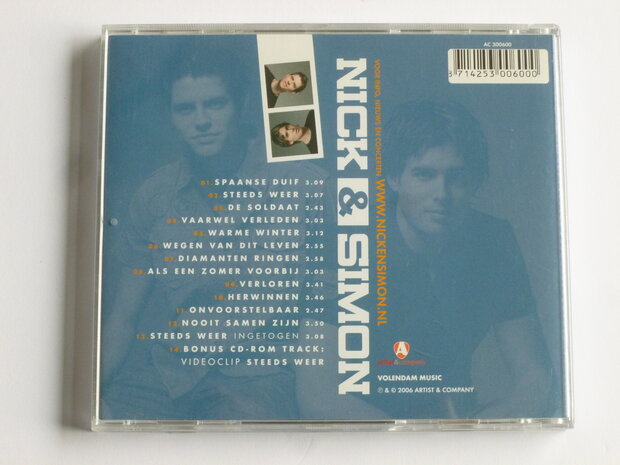 AC 300600
8 714253 006000
NICK & SIMON
VOOR INFO, NIEUWS EN CONCERTEN: WWW.NICKENSIMON.NL
01. SPAANSE DUIF 3.09
02. STEEDS WEER 3.07
03. DE SOLDAAT 2.43
04. VAARWEL VERLEDEN 3.03
05. WARME WINTER 3.12
06. WEGEN VAN DIT LEVEN 2.55
07. DIAMANTEN RINGEN 2.58
08. ALS EEN ZOMER VOORBIJ 3.03
09. VERLOREN 3.41
10. HERWINNEN 3.46
11. ONVOORSTELBAAR 2.47
12. NOOIT SAMEN ZIJN 3.50
13. STEEDS WEER INGETOGEN 3.08
14. BONUS CD-ROM TRACK:
VIDEOCLIP STEEDS WEER
artist & company
VOLENDAM MUSIC
℗ & © 2006 ARTIST & COMPANY